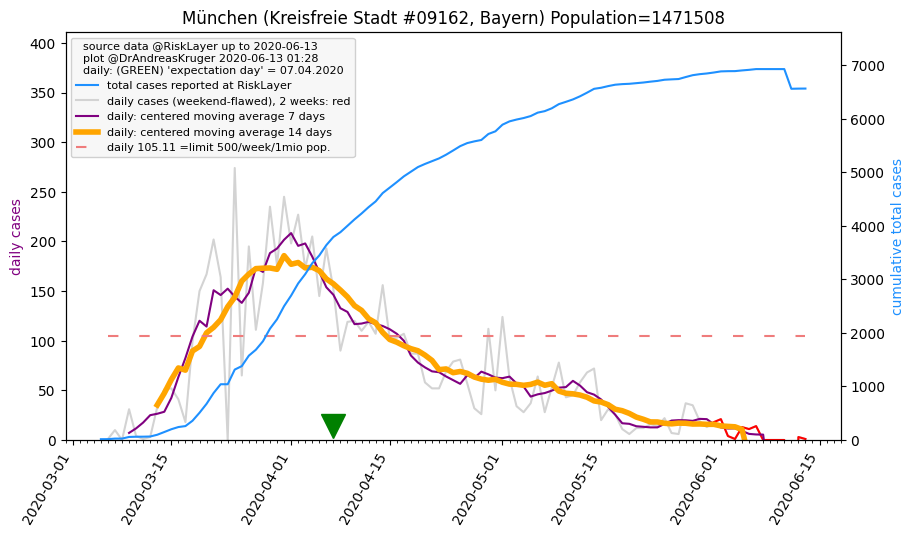 München (Kreisfreie Stadt #09162, Bayern) Population=1471508
source data @RiskLayer up to 2020-06-13
plot @DrAndreasKruger 2020-06-13 01:28
daily: (GREEN) 'expectation day' = 07.04.2020
total cases reported at RiskLayer
daily cases (weekend-flawed), 2 weeks: red
daily: centered moving average 7 days
daily: centered moving average 14 days
daily 105.11 =limit 500/week/1mio pop.
daily cases
400
350
300
250
200
150
100
50
0
7000
6000
5000
4000
3000
2000
1000
0
cumulative total cases
2020-03-01
2020-03-15
2020-04-01
2020-04-15
2020-05-01
2020-05-15
2020-06-01
2020-06-15